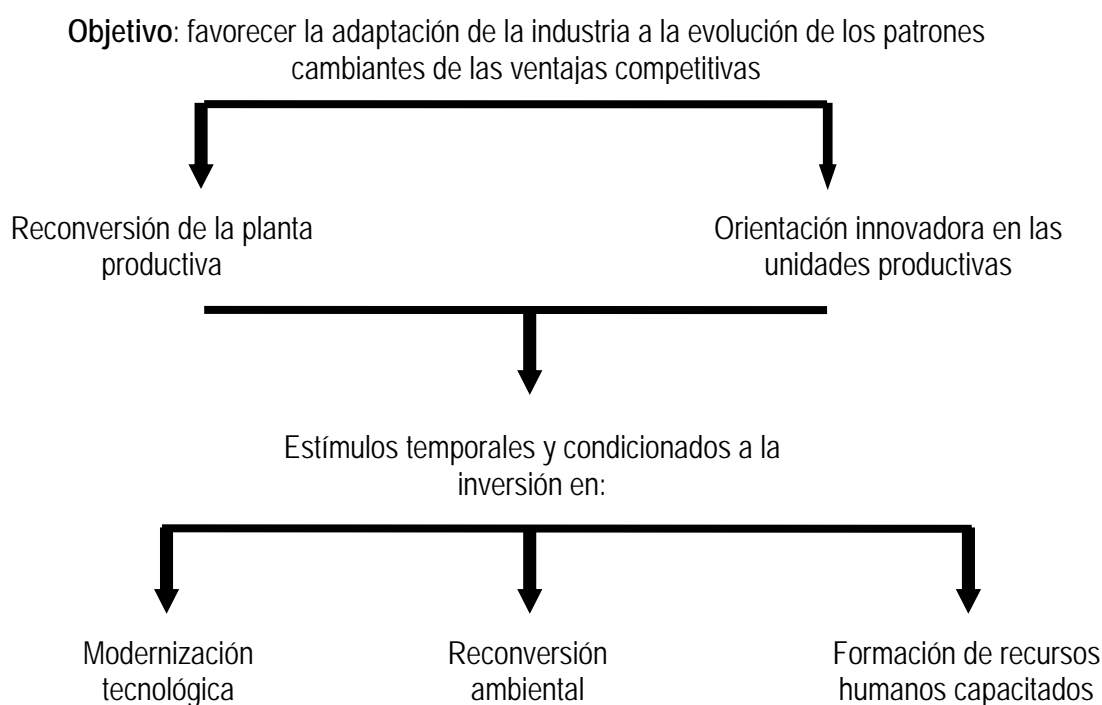 Objetivo: favorecer la adaptación de la industria a la evolución de los patrones
cambiantes de las ventajas competitivas
Reconversión de la planta
productiva
Orientación innovadora en las
unidades productivas
Estímulos temporales y condicionados a la
inversión en:
Modernización
tecnológica
Reconversión
ambiental
Formación de recursos
humanos capacitados